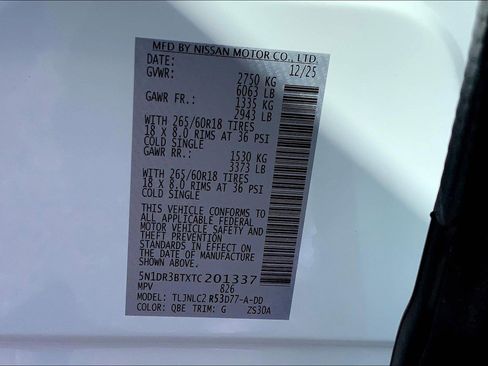 MFD BY NISSAN MOTOR CO., LTD.
DATE: 12/25
GVWR: 2750 KG
6063 LB
GAWR FR.: 1335 KG
2943 LB
WITH 265/60R18 TIRES
18 X 8.0 RIMS AT 36 PSI
COLD SINGLE
GAWR RR.: 1530 KG
3373 LB
WITH 265/60R18 TIRES
18 X 8.0 RIMS AT 36 PSI
COLD SINGLE
THIS VEHICLE CONFORMS TO
ALL APPLICABLE FEDERAL
MOTOR VEHICLE SAFETY AND
THEFT PREVENTION
STANDARDS IN EFFECT ON
THE DATE OF MANUFACTURE
SHOWN ABOVE
5N1DR3BTXTC201337
MPV 826
MODEL: TLJNLC2 R53D77-A-DD
COLOR: QBE TRIM: G ZS30A